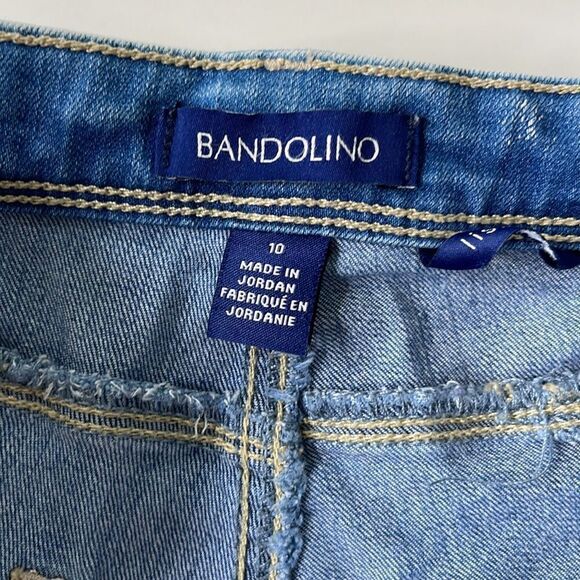 BANDOLINO
10
MADE IN
JORDAN
FABRIQUÉ EN
JORDANIE